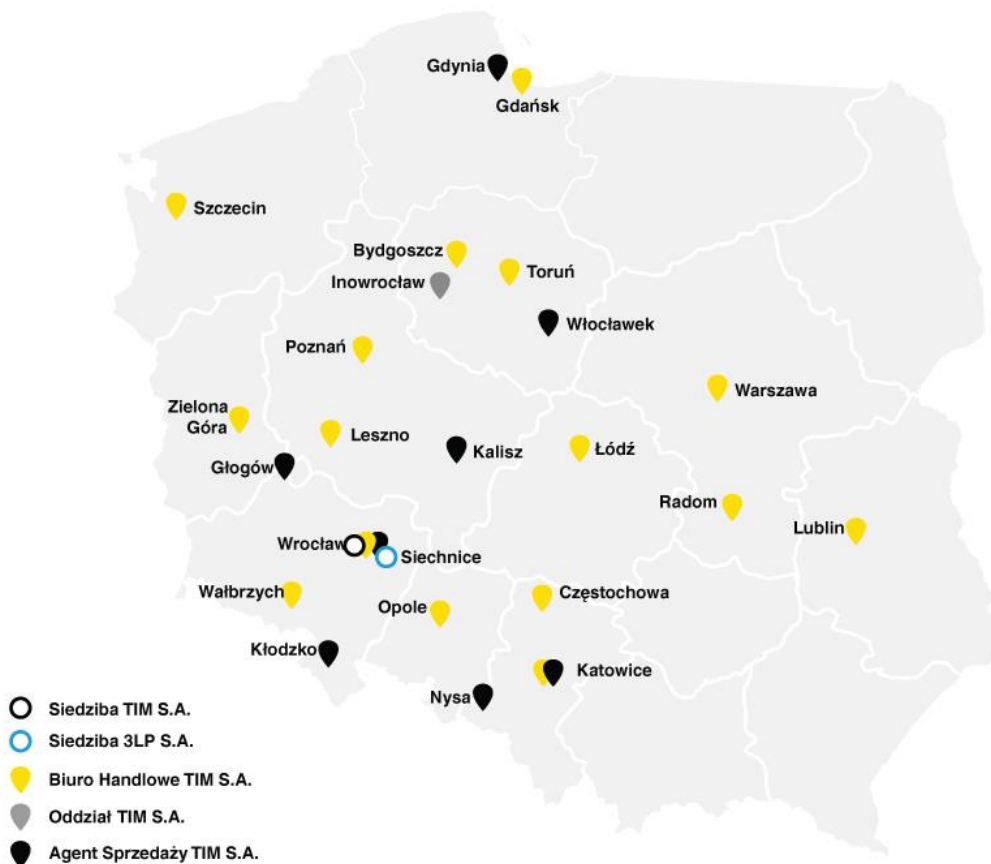 Gdynia
Gdańsk
Szczecin
Bydgoszcz
Toruń
Inowrocław
Włocławek
Poznań
Warszawa
Zielona
Góra
Leszno
Kalisz
Łódź
Głogów
Radom
Lublin
Wrocław
Siechnice
Wałbrzych
Opole
Częstochowa
Kłodzko
Katowice
Nysa
Siedziba TIM S.A.
Siedziba 3LP S.A.
Biuro Handlowe TIM S.A.
Oddział TIM S.A.
Agent Sprzedaży TIM S.A.